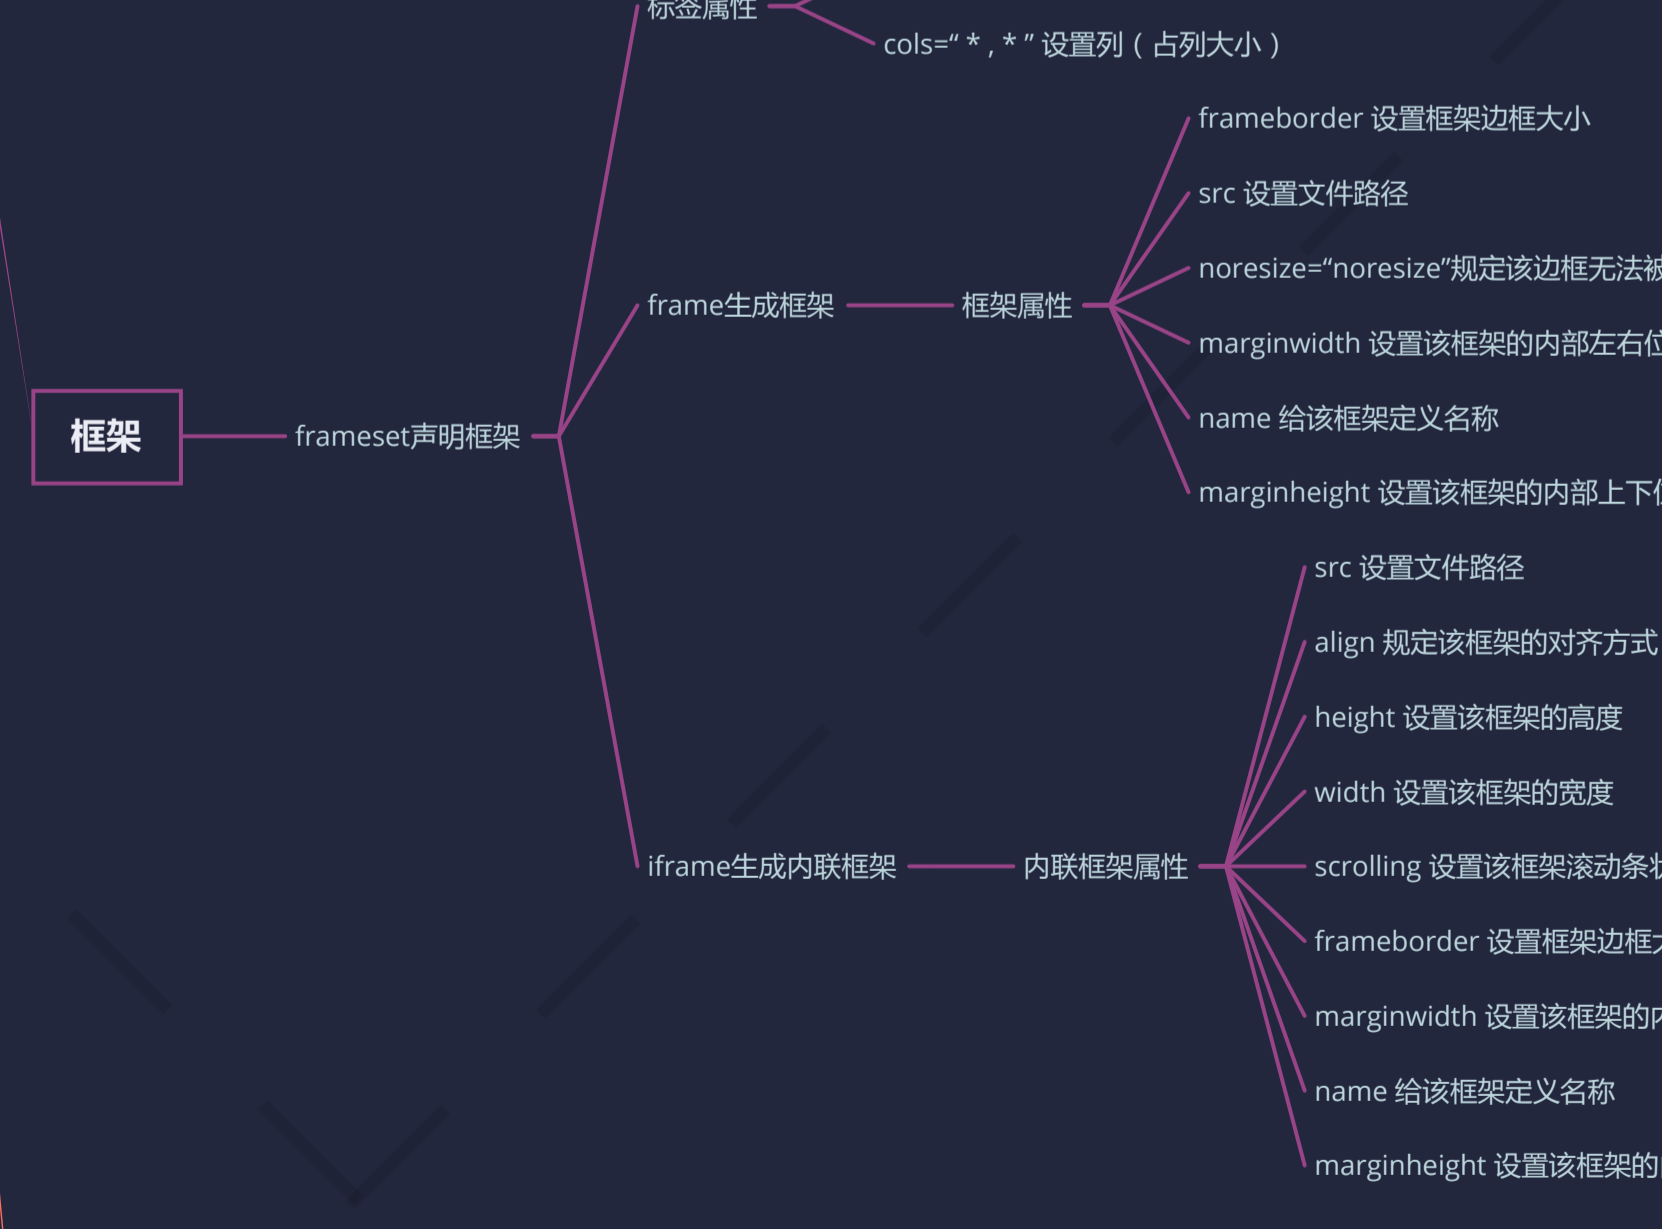 标签属性
cols=“ * , * ” 设置列（占列大小）
frameborder 设置框架边框大小
src 设置文件路径
noresize=“noresize”规定该边框无法被
frame生成框架
框架属性
marginwidth 设置该框架的内部左右位
name 给该框架定义名称
框架
frameset声明框架
marginheight 设置该框架的内部上下
src 设置文件路径
align 规定该框架的对齐方式
height 设置该框架的高度
width 设置该框架的宽度
iframe生成内联框架
内联框架属性
scrolling 设置该框架滚动条状
frameborder 设置框架边框
marginwidth 设置该框架的内
name 给该框架定义名称
marginheight 设置该框架的